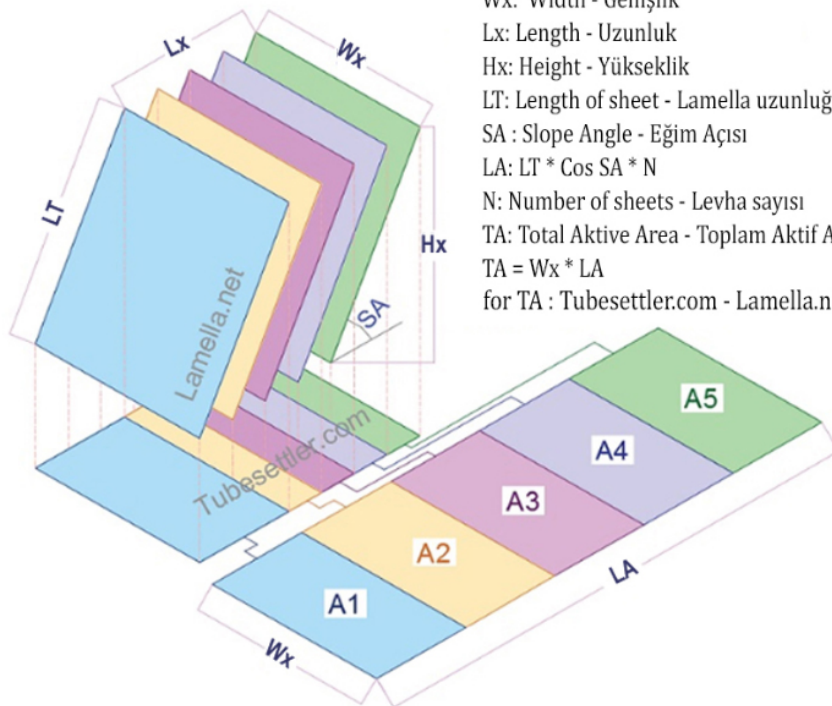 Wx: Width - Genişlik
Lx: Length - Uzunluk
Hx: Height - Yükseklik
LT: Length of sheet - Lamella
SA : Slope Angle - Eğim Açısı
LA: LT * Cos SA * N
N: Number of sheets - Levha sayısı
TA: Total Aktive Area - Toplam Aktif
TA = Wx * LA
for TA : Tubesettler.com -
Lx
Wx
LT
Hx
SA
Lamella.net
Tubesettler.com
A5
A4
A3
A2
A1
LA
Wx